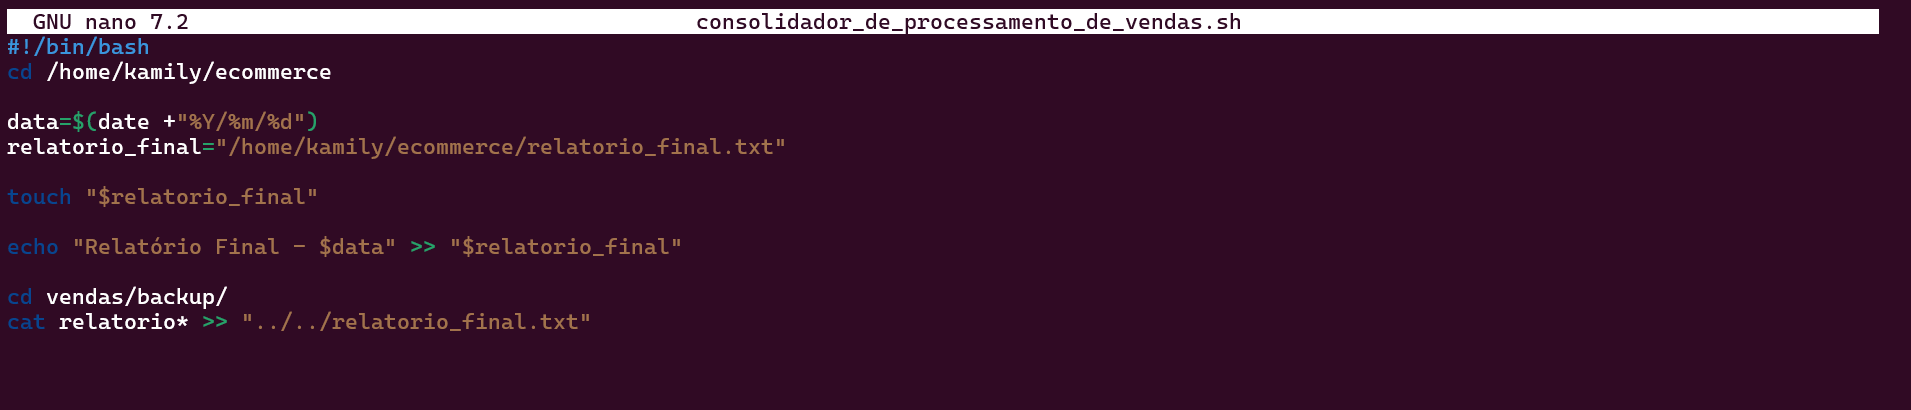 GNU nano 7.2 consolidador_de_processamento_de_vendas.sh
#!/bin/bash
cd /home/kamily/ecommerce
data=$(date +"%Y/%m/%d")
relatorio_final="/home/kamily/ecommerce/relatorio_final.txt"
touch "$relatorio_final"
echo "Relatório Final - $data" >> "$relatorio_final"
cd vendas/backup/
cat relatorio* >> "../../relatorio_final.txt"